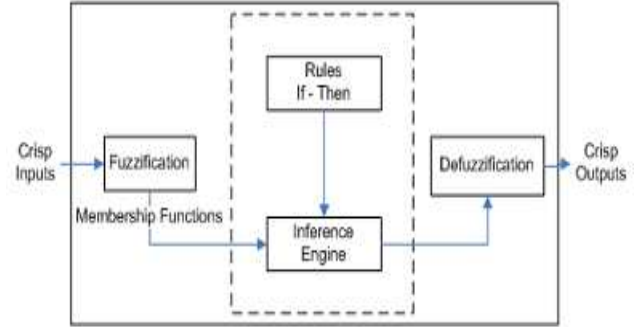 Rules
If - Then
Crisp
Inputs
Fuzzification
Defuzzification
Crisp
Outputs
Membership Functions
Inference
Engine